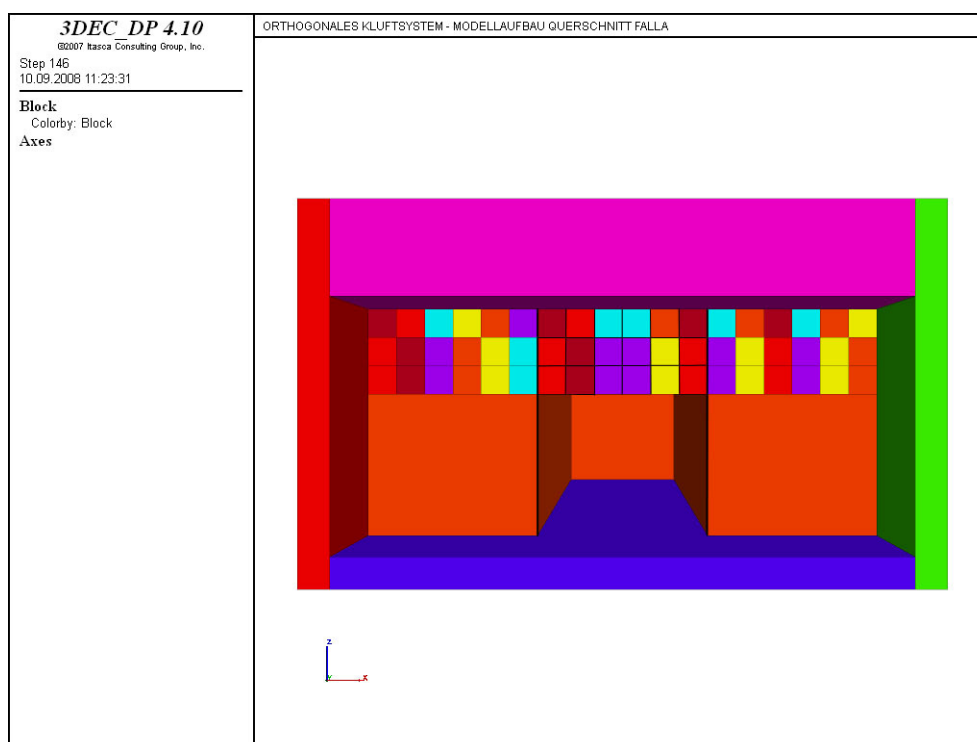 3DEC_DP 4.10
©2007 Itasca Consulting Group, Inc.
Step 146
10.09.2008 11:23:31
Block
Colorby: Block
Axes
ORTHOGONALES KLUFTSYSTEM - MODELLAUFBAU QUERSCHNITT FALLA
z
x